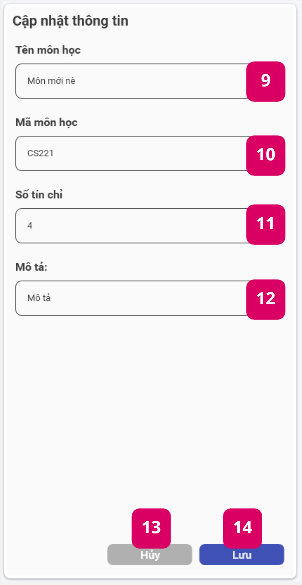 Cập nhật thông tin
Tên môn học
Môn mới nè
9
Mã môn học
CS221
10
Số tín chỉ
4
11
Mô tả:
Mô tả
12
13
14
Hủy
Lưu